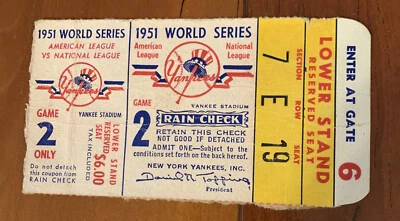 1951 WORLD SERIES
AMERICAN LEAGUE
VS NATIONAL LEAGUE
Yankees
GAME
2
ONLY
YANKEE STADIUM
LOWER STAND
RESERVED
SEAT
$6.00
TAX INCLUDED
Do not detach
this coupon from
RAIN CHECK
1951 WORLD SERIES
American
League
National
League
Yankees
YANKEE STADIUM
GAME
2
RAIN CHECK
RETAIN THIS CHECK
NOT GOOD IF DETACHED
ADMIT ONE—Subject to conditions
set forth on the back hereof.
NEW YORK YANKEES, INC.
Daniel R Topping
President
SECTION
7
ROW
E
SEAT
19
LOWER STAND
ENTER AT GATE
6